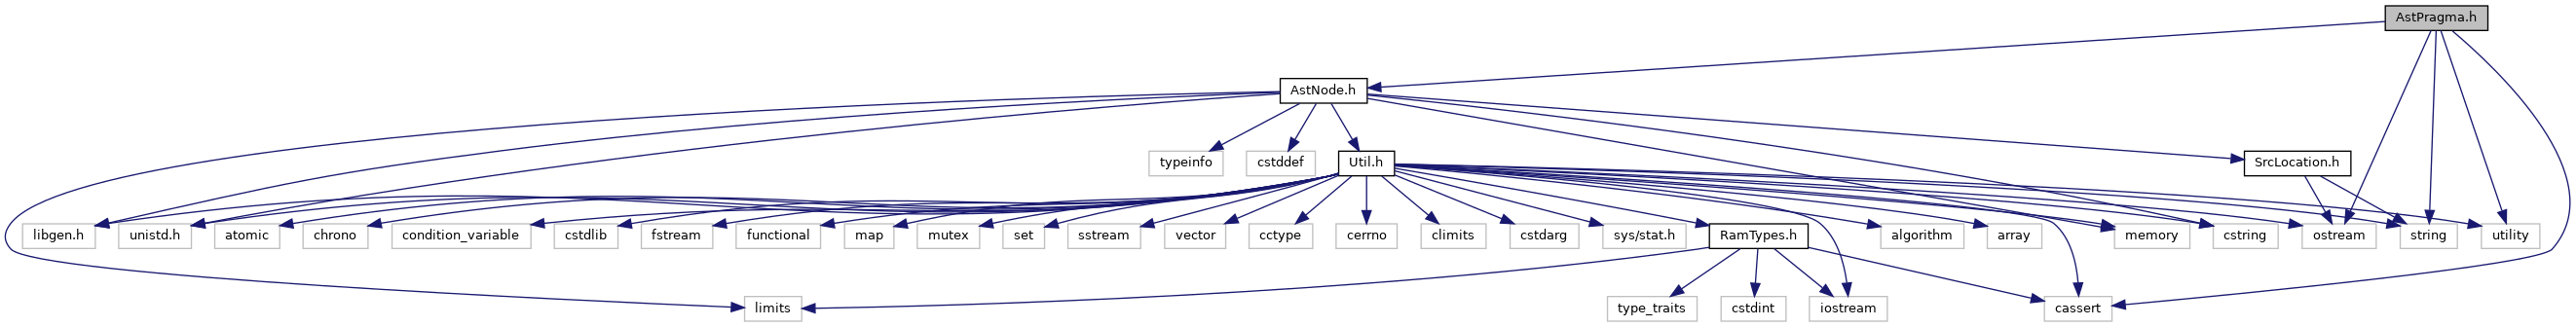 AstPragma.h
AstNode.h
typeinfo
cstddef
Util.h
SrcLocation.h
libgen.h
unistd.h
atomic
chrono
condition_variable
cstdlib
fstream
functional
map
mutex
set
sstream
vector
cctype
cerrno
climits
cstdarg
sys/stat.h
RamTypes.h
algorithm
array
memory
cstring
ostream
string
utility
limits
type_traits
cstdint
iostream
cassert